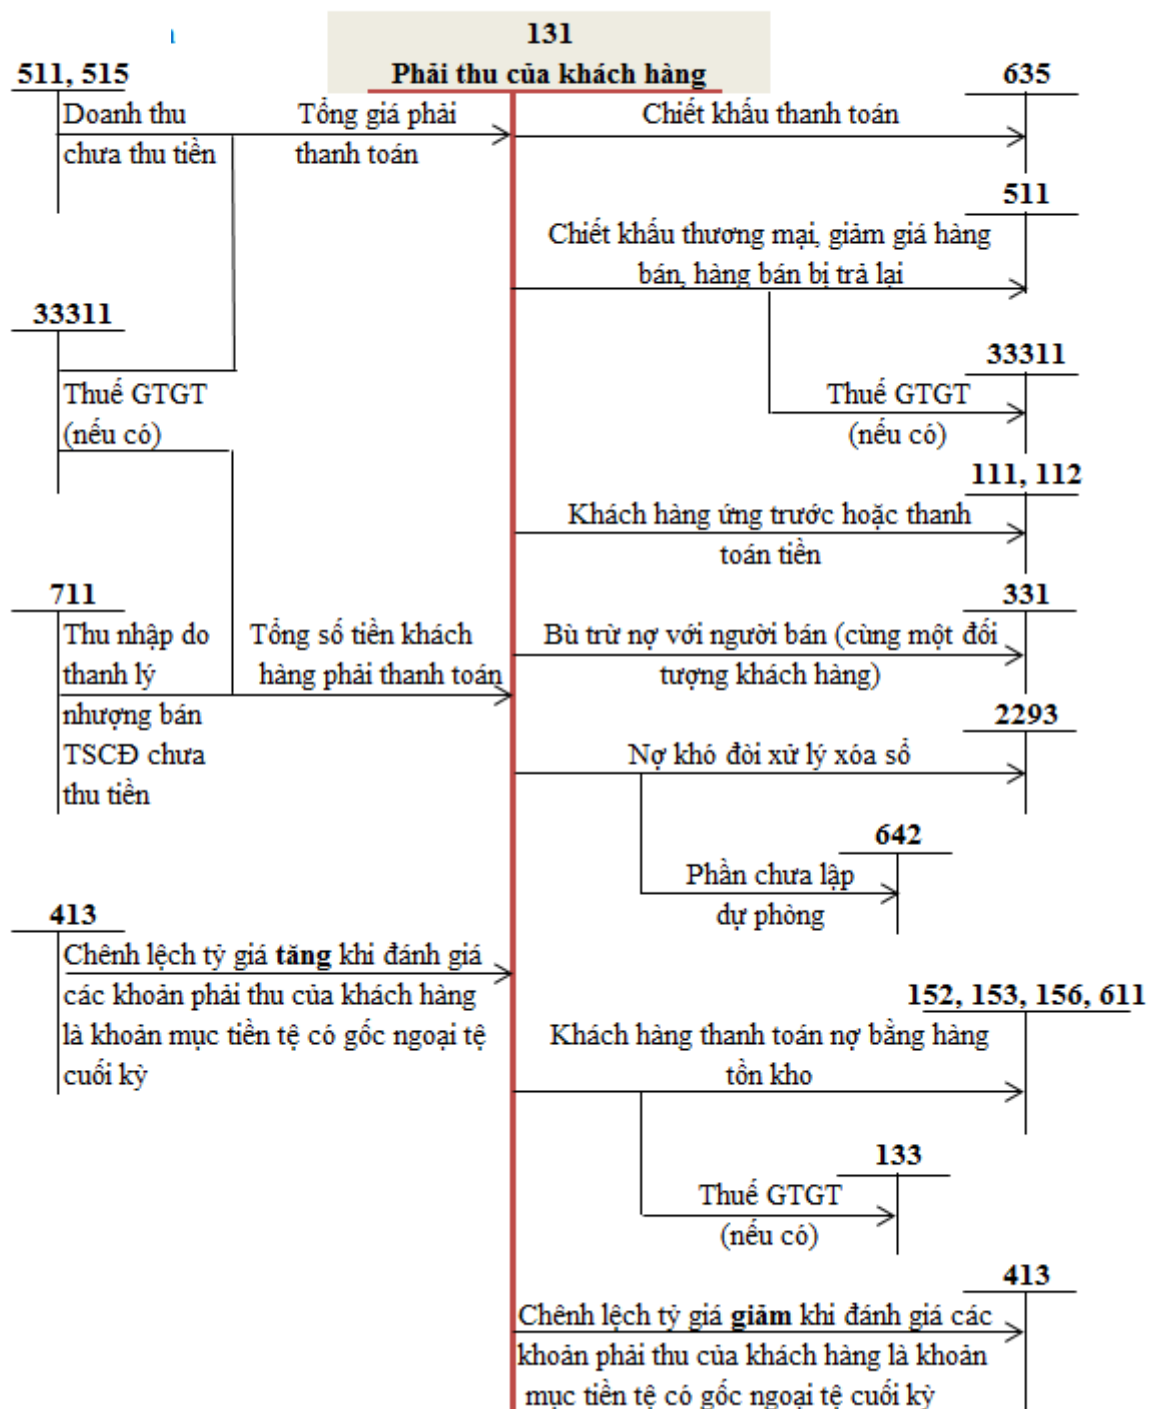 131
Phải thu của khách hàng
511, 515
Doanh thu
chưa thu tiền
Tổng giá phải
thanh toán
33311
Thuế GTGT
(nếu có)
711
Thu nhập do
thanh lý
nhượng bán
TSCĐ chưa
thu tiền
Tổng số tiền khách
hàng phải thanh toán
413
Chênh lệch tỷ giá tăng khi đánh giá
các khoản phải thu của khách hàng
là khoản mục tiền tệ có gốc ngoại tệ
cuối kỳ
635
Chiết khấu thanh toán
511
Chiết khấu thương mại, giảm giá hàng
bán, hàng bán bị trả lại
33311
Thuế GTGT
(nếu có)
111, 112
Khách hàng ứng trước hoặc thanh
toán tiền
331
Bù trừ nợ với người bán (cùng một đối
tượng khách hàng)
2293
Nợ khó đòi xử lý xóa sổ
642
Phần chưa lập
dự phòng
152, 153, 156, 611
Khách hàng thanh toán nợ bằng hàng
tồn kho
133
Thuế GTGT
(nếu có)
413
Chênh lệch tỷ giá giảm khi đánh giá các
khoản phải thu của khách hàng là khoản
mục tiền tệ có gốc ngoại tệ cuối kỳ